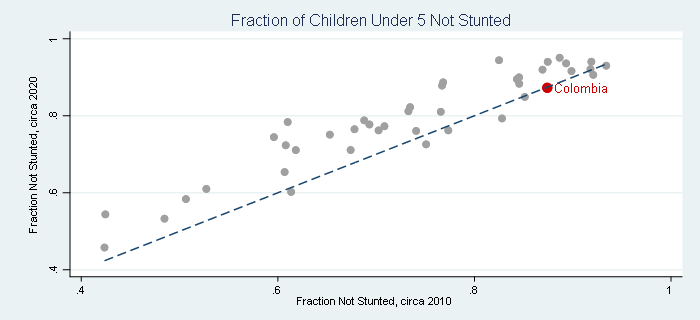 Fraction of Children Under 5 Not Stunted
Fraction Not Stunted, circa 2020
1
.8
.6
.4
Colombia
.4 .6 .8 1
Fraction Not Stunted, circa 2010